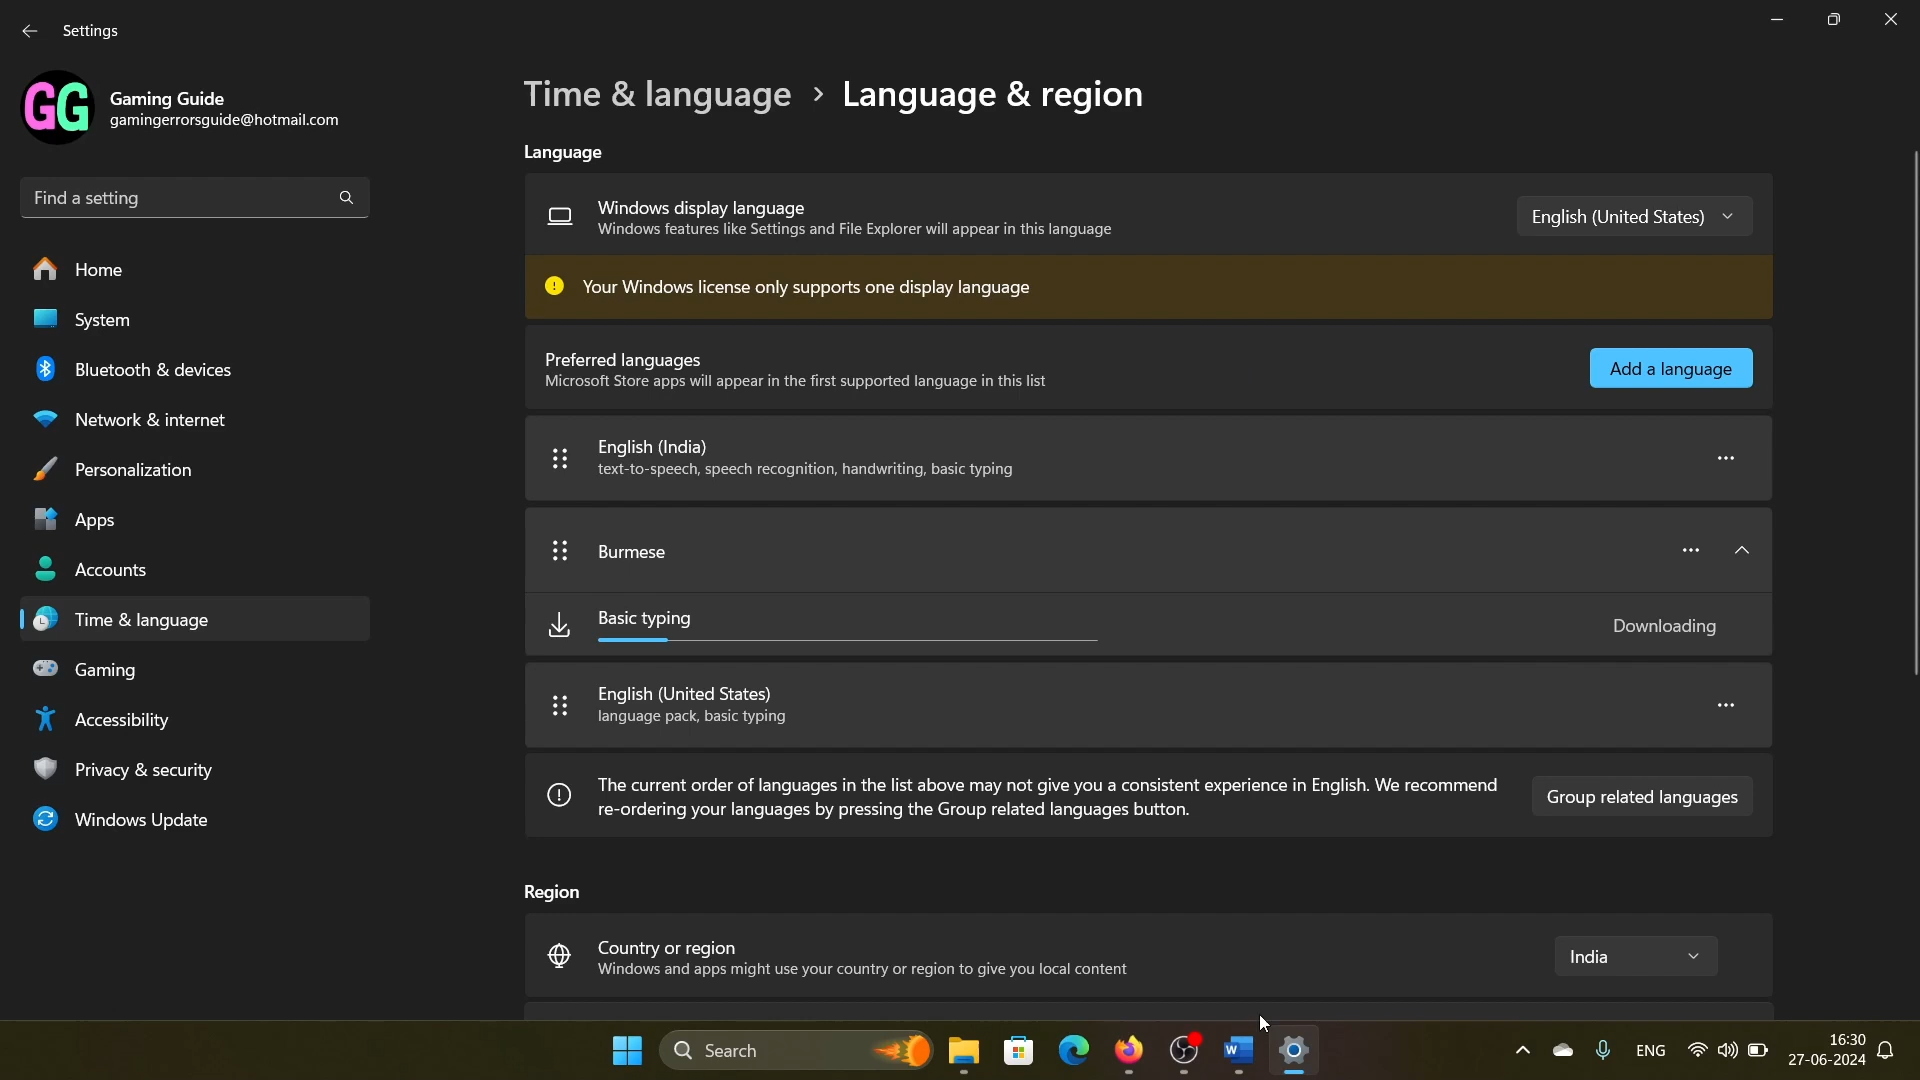 Settings
GG
Gaming Guide
gamingerrorsguide@hotmail.com
Find a setting
Home
System
Bluetooth & devices
Network & internet
Personalization
Apps
Accounts
Time & language
Gaming
Accessibility
Privacy & security
Windows Update
Time & language › Language & region
Language
Windows display language
Windows features like Settings and File Explorer will appear in this language
English (United States)
Your Windows license only supports one display language
Preferred languages
Microsoft Store apps will appear in the first supported language in this list
Add a language
English (India)
text-to-speech, speech recognition, handwriting, basic typing
Burmese
Basic typing
Downloading
English (United States)
language pack, basic typing
The current order of languages in the list above may not give you a consistent experience in English. We recommend
re-ordering your languages by pressing the Group related languages button.
Group related languages
Region
Country or region
Windows and apps might use your country or region to give you local content
India
Search
W
ENG
16:30
27-06-2024